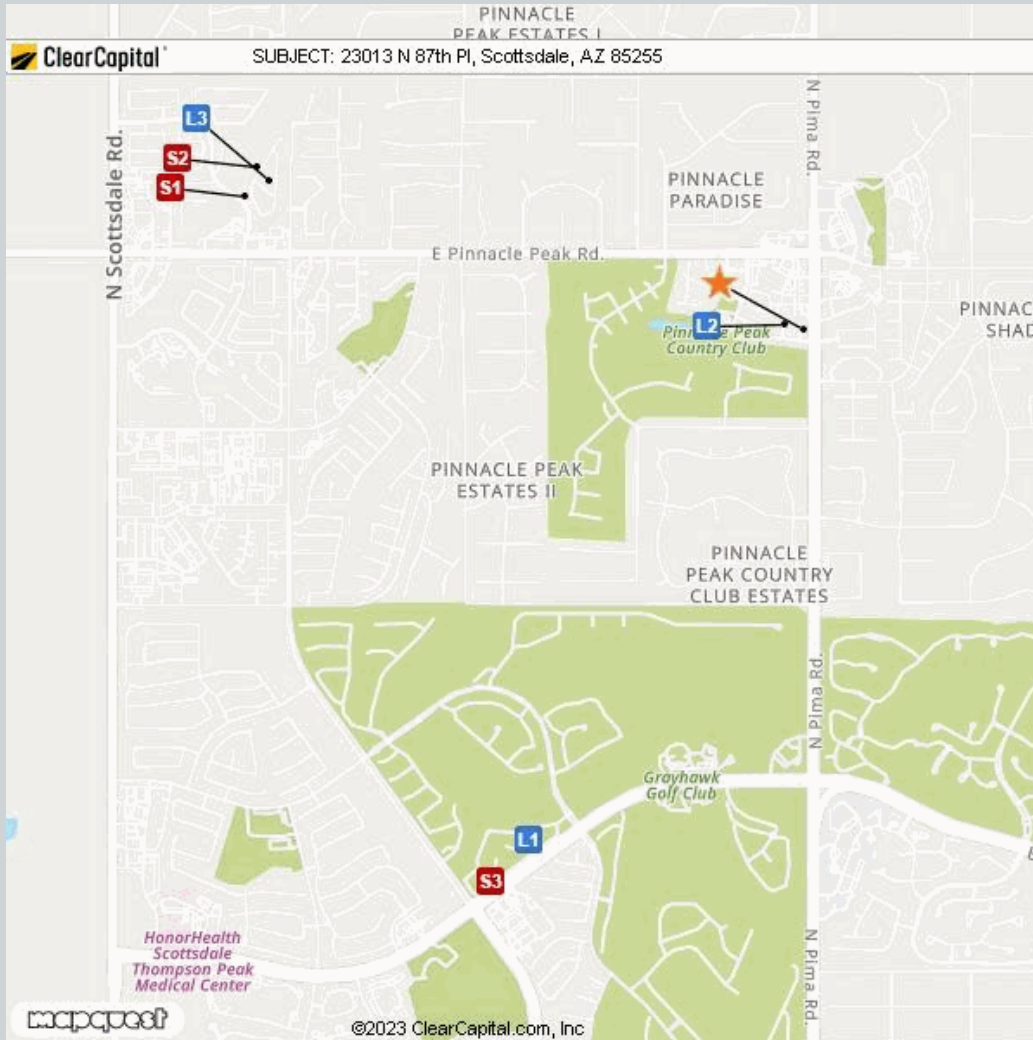 PINNACLE
PEAK ESTATES I
ClearCapital
SUBJECT: 23013 N 87th Pl, Scottsdale, AZ 85255
L3
S2
S1
N Scottsdale Rd.
N Pima Rd.
PINNACLE
PARADISE
E Pinnacle Peak Rd.
L2
Peak
Country Club
PINNAC
SHAD
PINNACLE PEAK
ESTATES II
PINNACLE
PEAK COUNTRY
CLUB ESTATES
N Pima Rd.
Grayhawk
Golf Club
L1
S3
HonorHealth
Scottsdale
Thompson Peak
Medical Center
N Pima Rd.
mapquest
©2023 ClearCapital.com, Inc